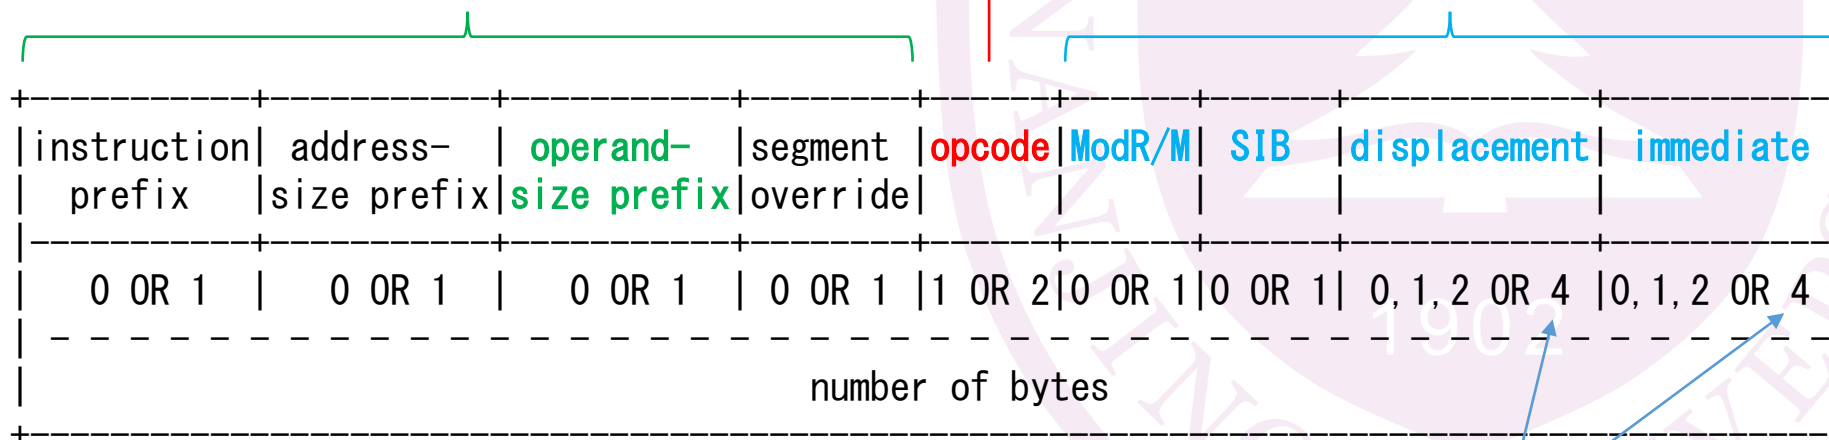 |instruction| address-  | operand-  |segment |opcode|ModR/M| SIB  |displacement| immediate
|  prefix   |size prefix|size prefix|override|      |      |      |            |
|   0 OR 1  |   0 OR 1  |   0 OR 1  | 0 OR 1 |1 OR 2|0 OR 1|0 OR 1| 0,1,2 OR 4 |0,1,2 OR 4
number of bytes
1902